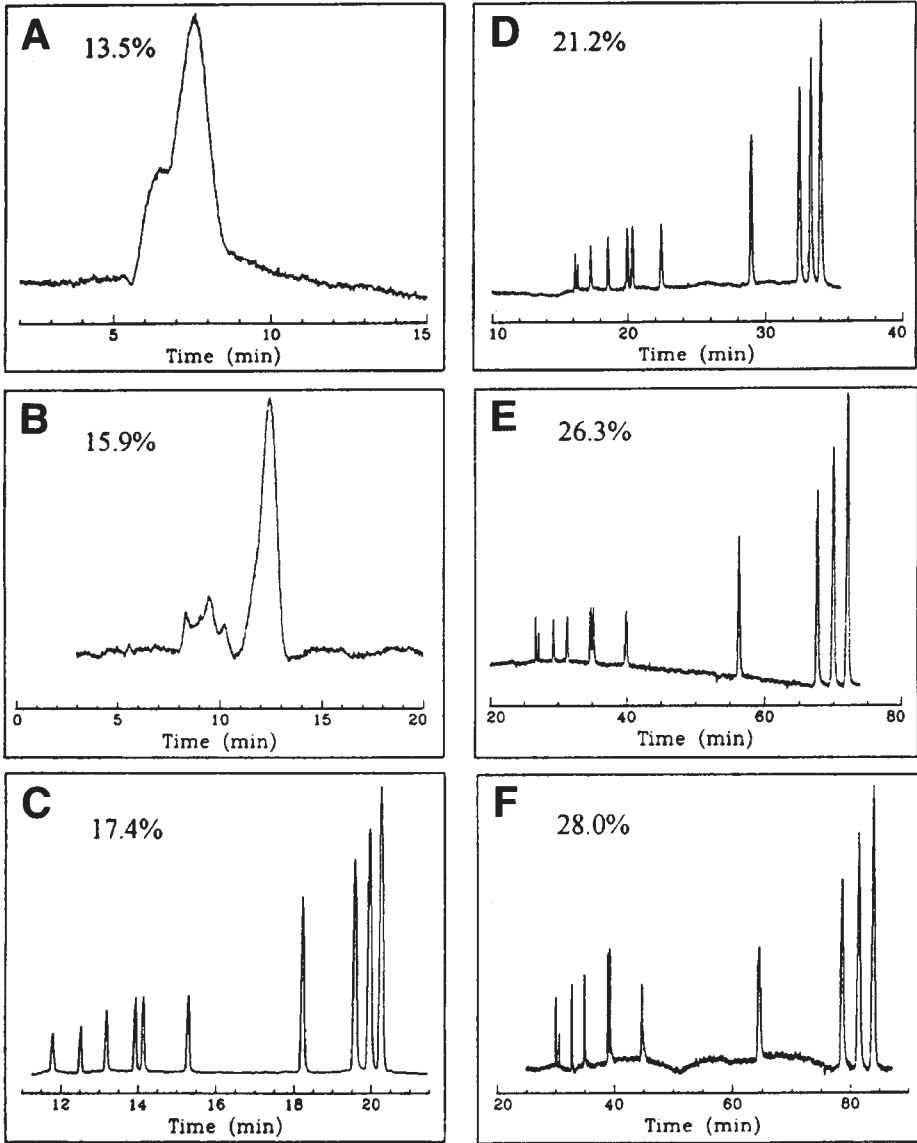 A
13.5%
5 10 15
Time (min)
B
15.9%
0 5 10 15 20
Time (min)
C
17.4%
12 14 16 18 20
Time (min)
D
21.2%
10 20 30 40
Time (min)
E
26.3%
20 40 60 80
Time (min)
F
28.0%
20 40 60 80
Time (min)